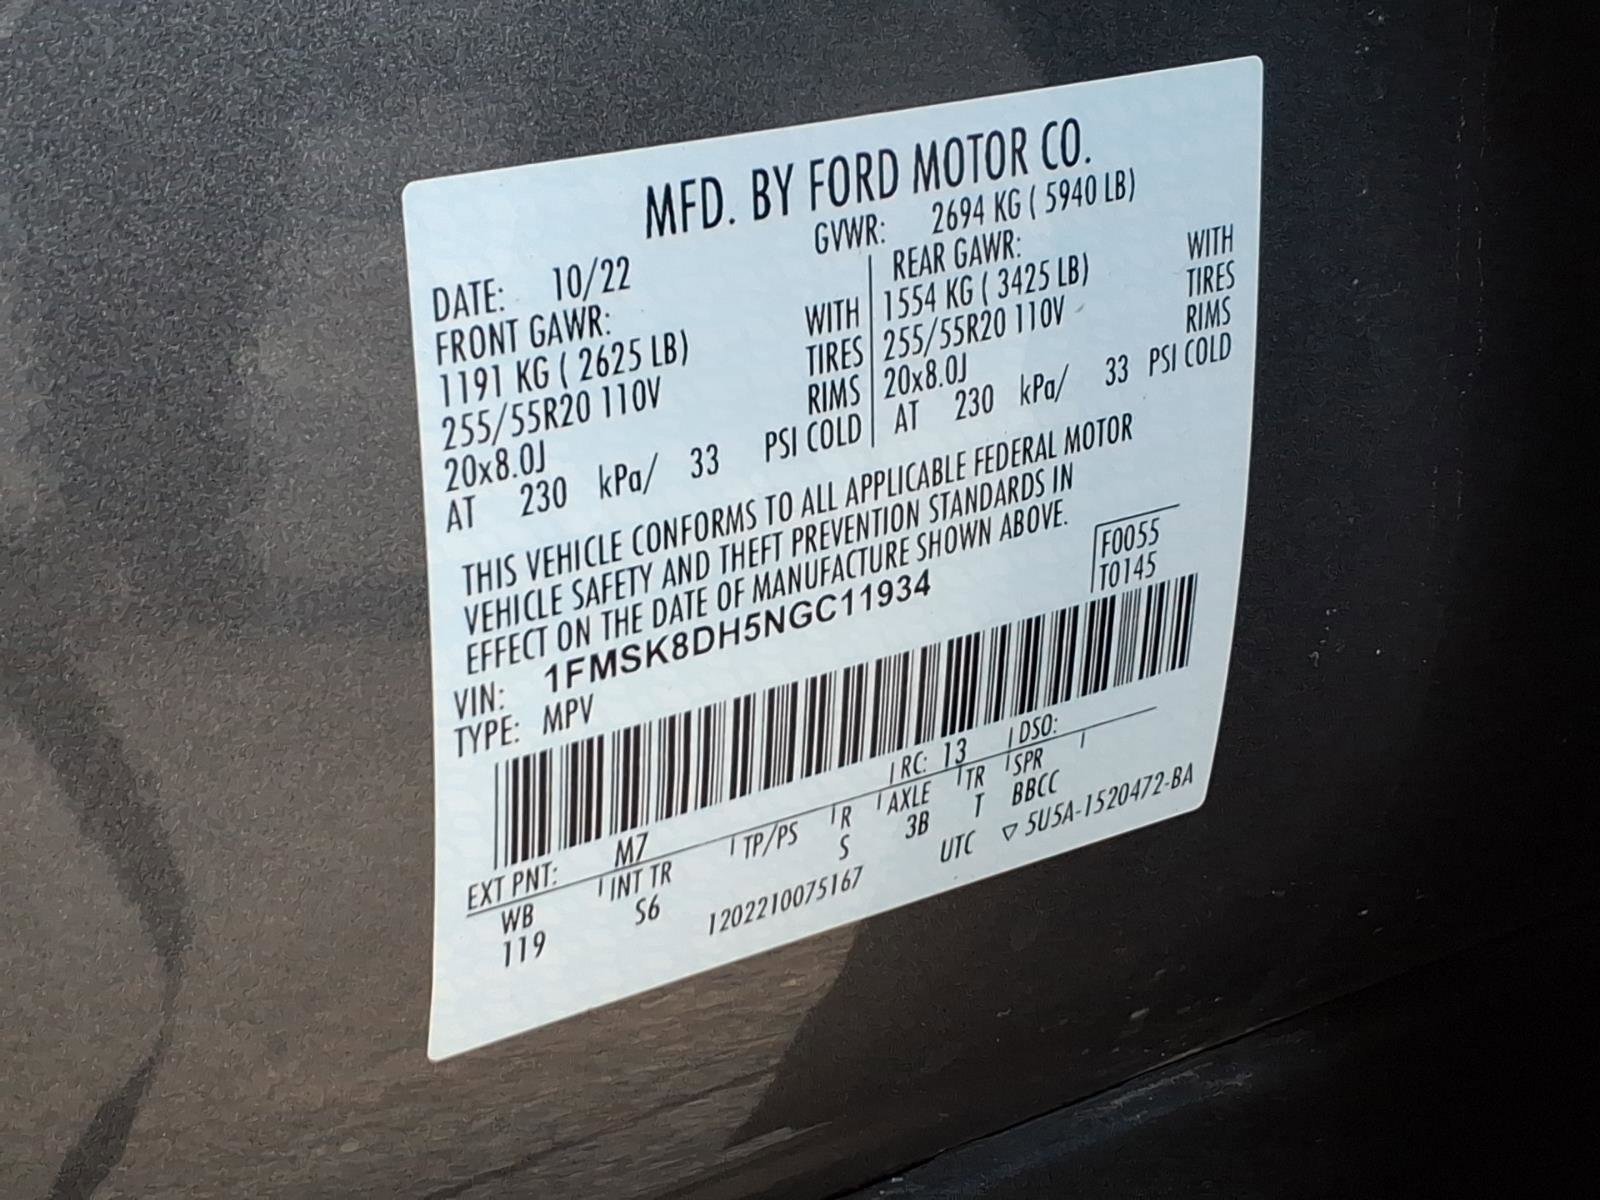 MFD. BY FORD MOTOR CO.
DATE: 10/22 GVWR: 2694 KG ( 5940 LB)
FRONT GAWR: REAR GAWR:
1191 KG ( 2625 LB) WITH 1554 KG ( 3425 LB) WITH
255/55R20 110V TIRES 255/55R20 110V TIRES
20x8.0J RIMS 20x8.0J RIMS
AT 230 kPa/ 33 PSI COLD AT 230 kPa/ 33 PSI COLD
THIS VEHICLE CONFORMS TO ALL APPLICABLE FEDERAL MOTOR
VEHICLE SAFETY AND THEFT PREVENTION STANDARDS IN
EFFECT ON THE DATE OF MANUFACTURE SHOWN ABOVE.
VIN: 1FMSK8DH5NGC11934 F0055
TYPE: MPV T0145
EXT PNT: M7 RC: 13 DSO:
WB INT TR TP/PS R AXLE TR SPR
119 S6 S 3B T BBCC
1202210075167 UTC ▽ 5U5A-1520472-BA